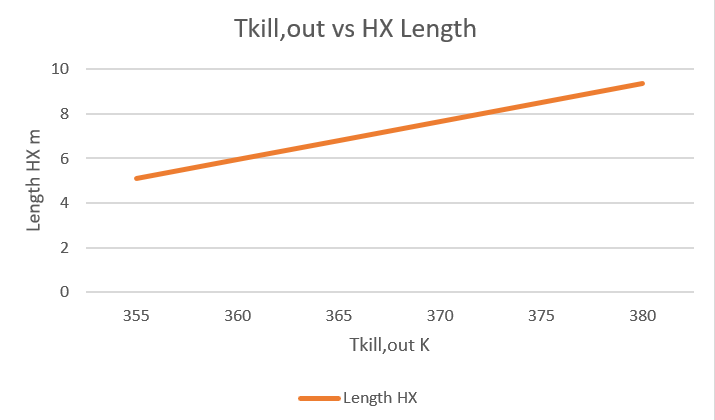 Tkill,out vs HX Length
Length HX m
10
8
6
4
2
0
355 360 365 370 375 380
Tkill,out K
Length HX